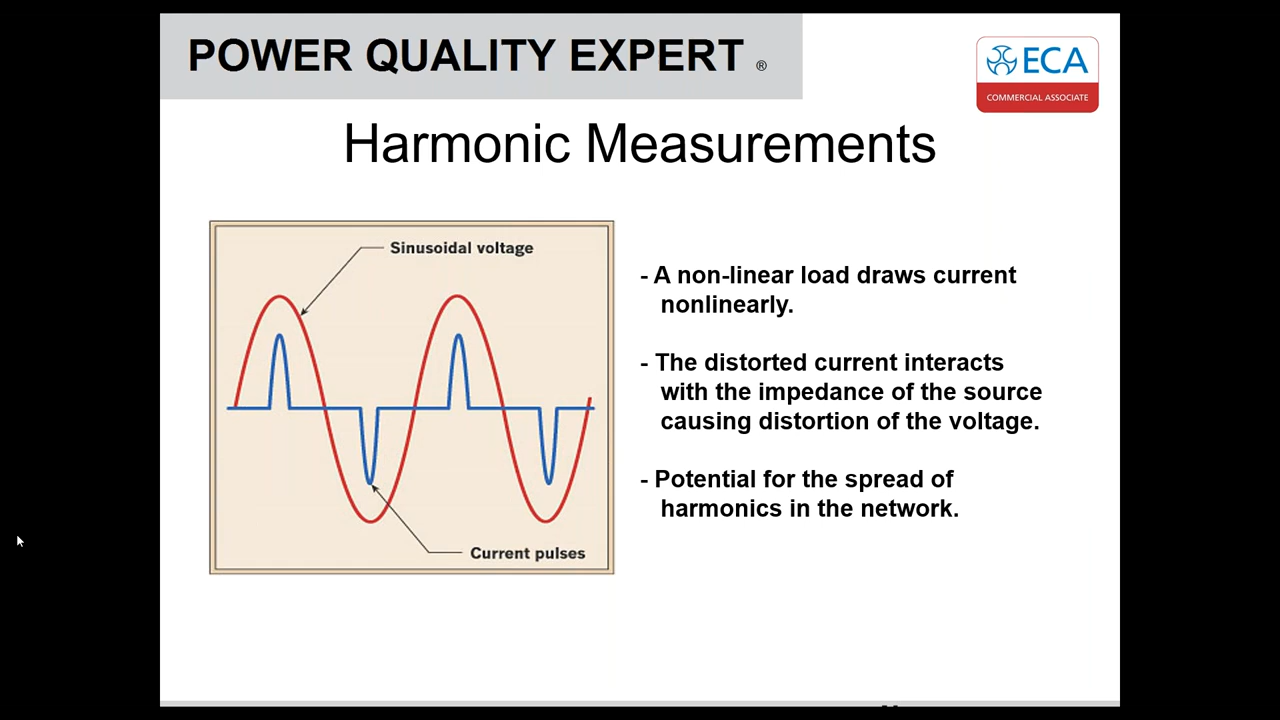 POWER QUALITY EXPERT ®
ECA
COMMERCIAL ASSOCIATE
Harmonic Measurements
Sinusoidal voltage
Current pulses
- A non-linear load draws current
nonlinearly.
- The distorted current interacts
with the impedance of the source
causing distortion of the voltage.
- Potential for the spread of
harmonics in the network.